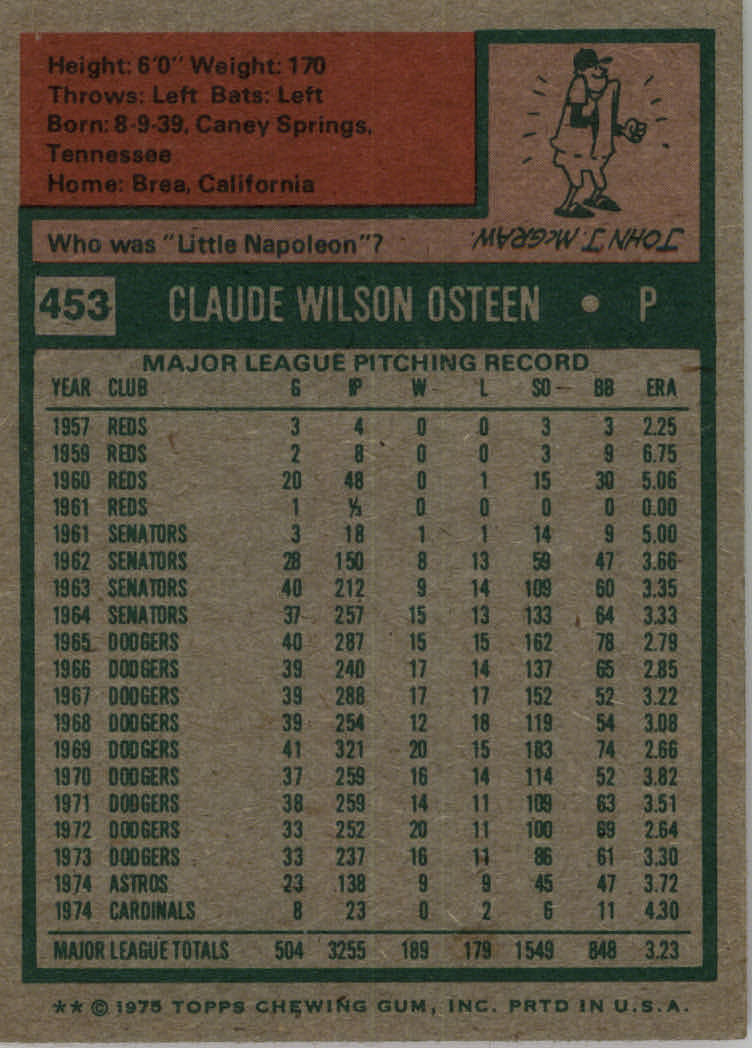 Height: 6'0" Weight: 170
Throws: Left Bats: Left
Born: 8-9-39, Caney Springs,
Tennessee
Home: Brea, California
Who was "Little Napoleon"?
JOHN J. McGRAW.
453 CLAUDE WILSON OSTEEN • P
MAJOR LEAGUE PITCHING RECORD
YEAR CLUB G IP W L SO BB ERA
1957 REDS 3 4 0 0 3 3 2.25
1959 REDS 2 8 0 0 3 9 6.75
1960 REDS 20 48 0 1 15 30 5.06
1961 REDS 1 ⅓ 0 0 0 0 0.00
1961 SENATORS 3 18 1 1 14 9 5.00
1962 SENATORS 28 150 8 13 59 47 3.66
1963 SENATORS 40 212 9 14 109 60 3.35
1964 SENATORS 37 257 15 13 133 64 3.33
1965 DODGERS 40 287 15 15 162 78 2.79
1966 DODGERS 39 240 17 14 137 65 2.85
1967 DODGERS 39 288 17 17 152 52 3.22
1968 DODGERS 39 254 12 18 119 54 3.08
1969 DODGERS 41 321 20 15 183 74 2.66
1970 DODGERS 37 259 16 14 114 52 3.82
1971 DODGERS 38 259 14 11 109 63 3.51
1972 DODGERS 33 252 20 11 100 69 2.64
1973 DODGERS 33 237 16 11 86 61 3.30
1974 ASTROS 23 138 9 9 45 47 3.72
1974 CARDINALS 8 23 0 2 6 11 4.30
MAJOR LEAGUE TOTALS 504 3255 189 179 1549 848 3.23
** © 1975 TOPPS CHEWING GUM, INC. PRTD IN U.S.A.